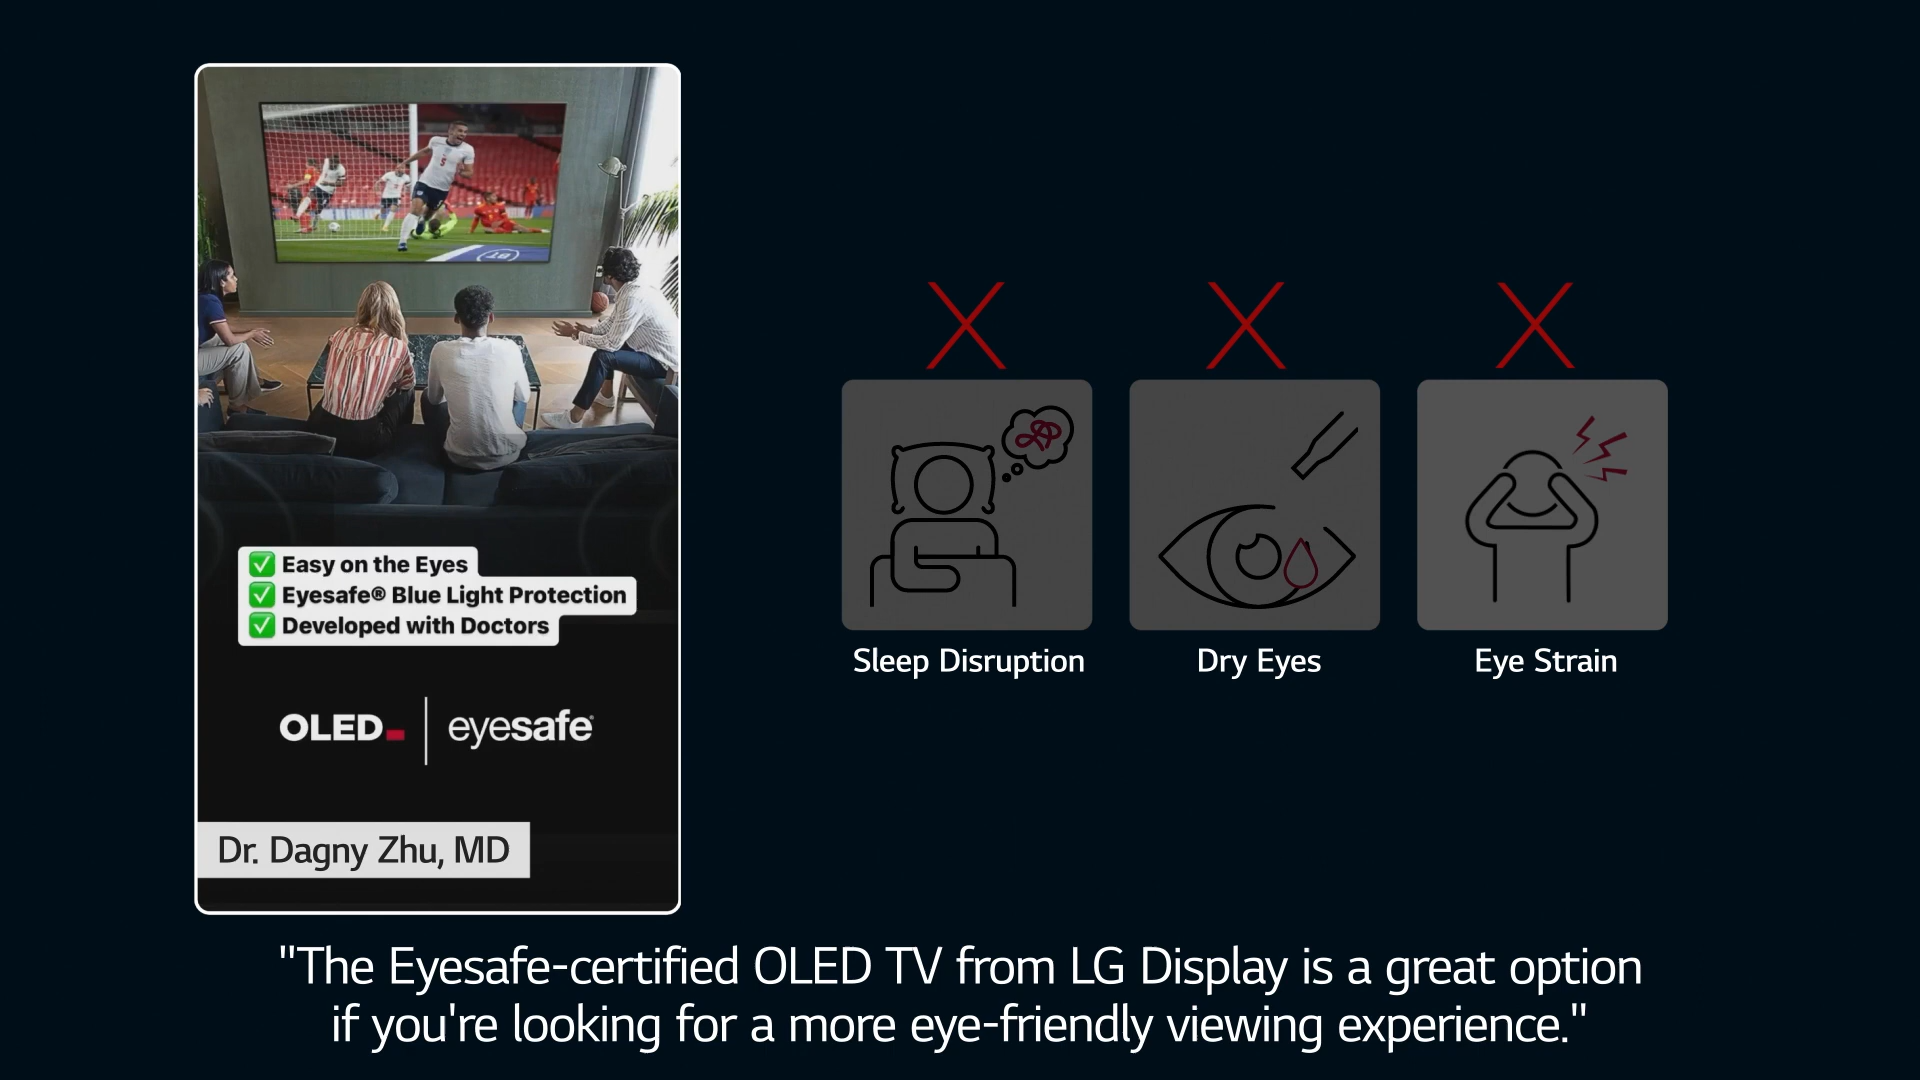 5
BT
Easy on the Eyes
Eyesafe® Blue Light Protection
Developed with Doctors
OLED
eyesafe®
Dr. Dagny Zhu, MD
Sleep Disruption
Dry Eyes
Eye Strain
"The Eyesafe-certified OLED TV from LG Display is a great option
if you're looking for a more eye-friendly viewing experience."